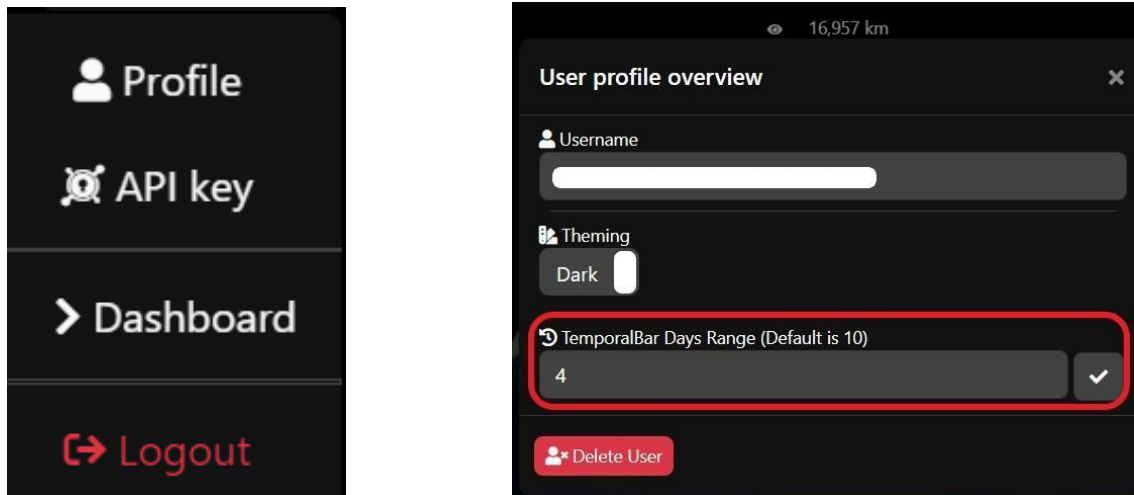 Profile
API key
Dashboard
Logout
16,957 km
User profile overview
Username
Theming
Dark
TemporalBar Days Range (Default is 10)
4
Delete User